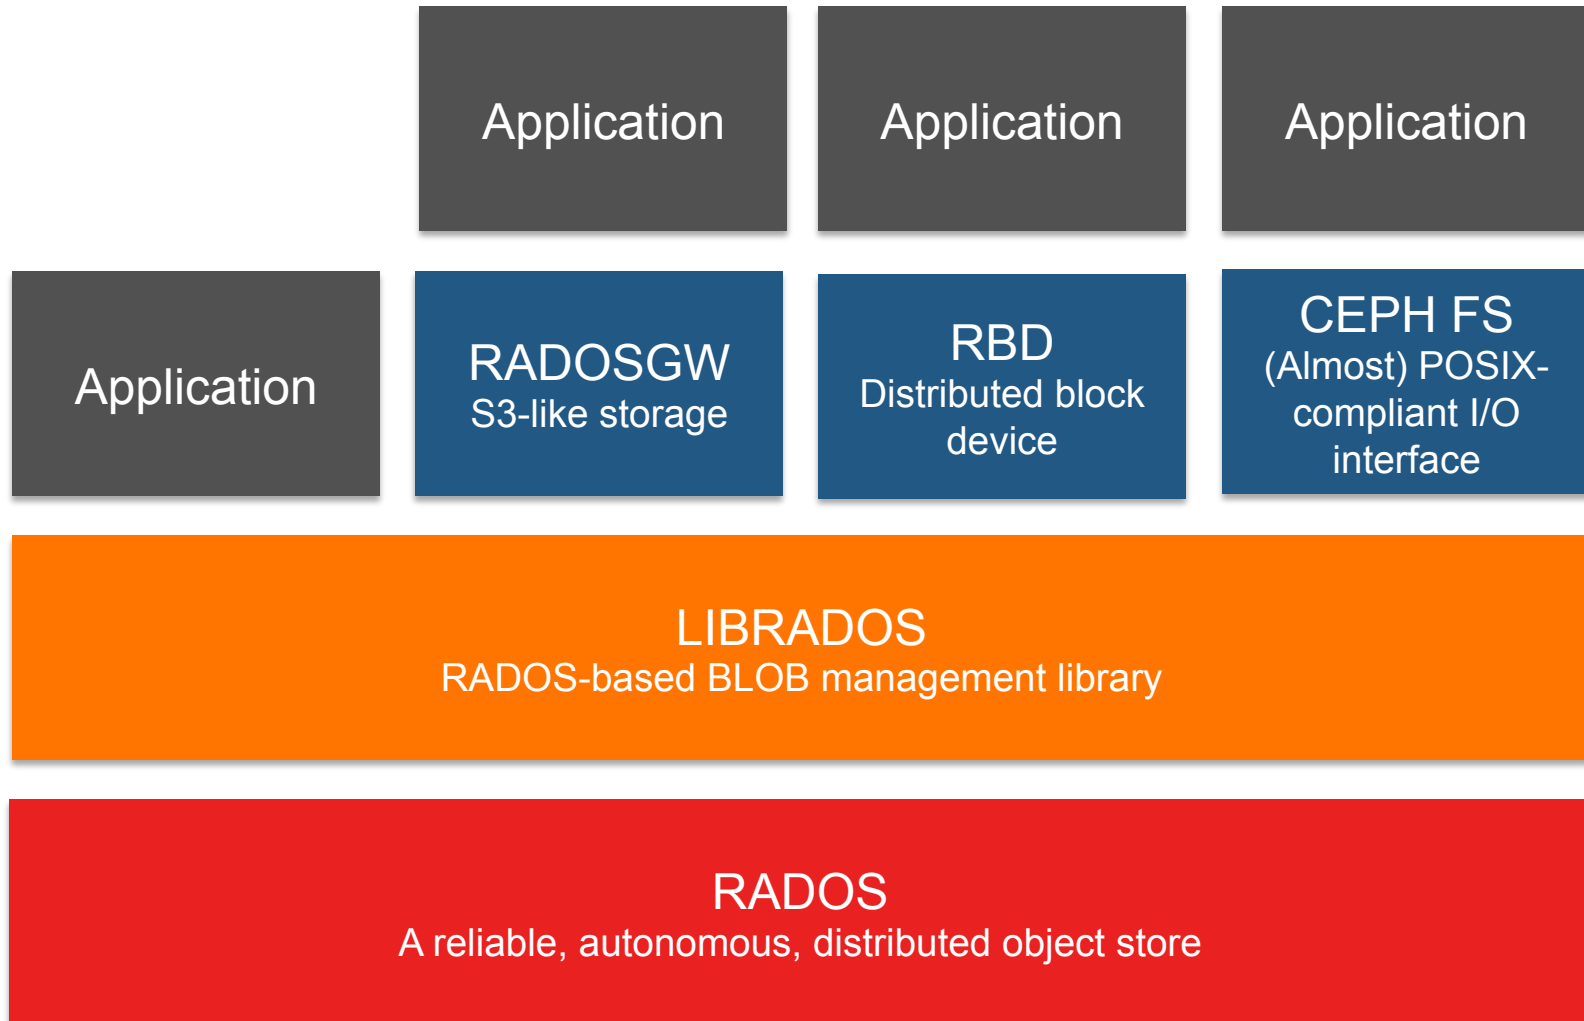 Application
Application
Application
Application
RADOSGW
S3-like storage
RBD
Distributed block
device
CEPH FS
(Almost) POSIX-
compliant I/O
interface
LIBRADOS
RADOS-based BLOB management library
RADOS
A reliable, autonomous, distributed object store